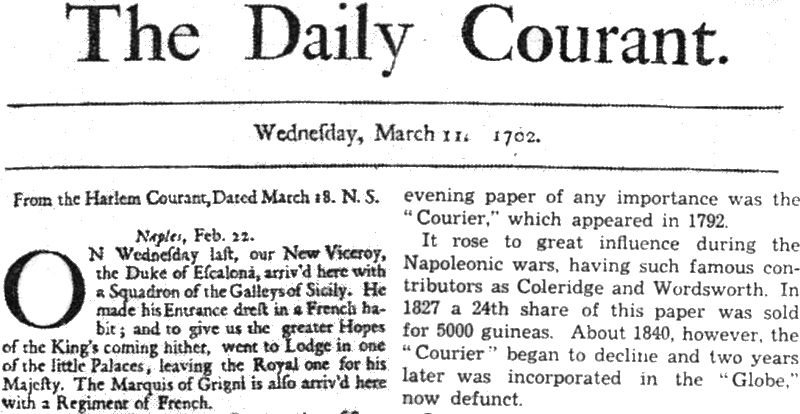 The Daily Courant.
Wedneſday, March 11. 1702.
From the Harlem Courant, Dated March 18. N. S.
Naples, Feb. 22.
ON Wedneſday laſt, our New Viceroy,
the Duke of Eſcalona, arriv'd here with
a Squadron of the Galleys of Sicily. He
made his Entrance dreſt in a French ha-
bit; and to give us the greater Hopes
of the King's coming hither, went to Lodge in one
of the little Palaces, leaving the Royal one for his
Majeſty. The Marquis of Grigni is alſo arriv'd here
with a Regiment of French.
evening paper of any importance was the
"Courier," which appeared in 1792.
It rose to great influence during the
Napoleonic wars, having such famous con-
tributors as Coleridge and Wordsworth. In
1827 a 24th share of this paper was sold
for 5000 guineas. About 1840, however, the
"Courier" began to decline and two years
later was incorporated in the "Globe,"
now defunct.